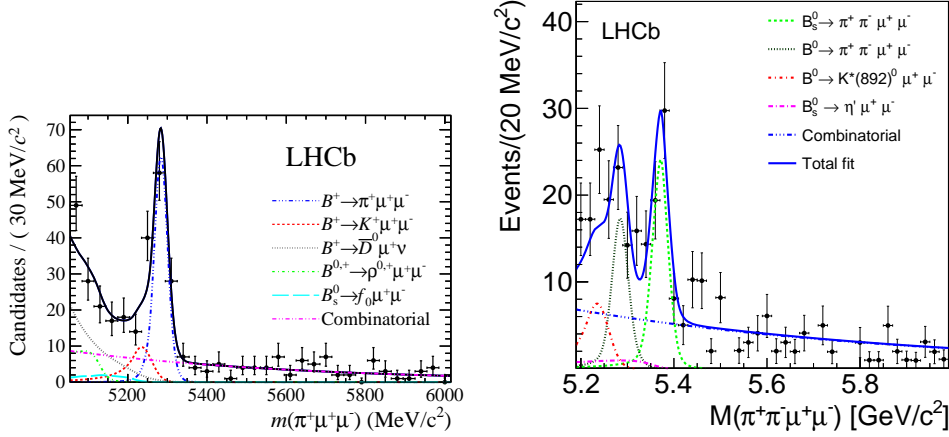 LHCb
Candidates / ( 30 MeV/c²)
70
60
50
40
30
20
10
0
B⁺→π⁺μ⁺μ⁻
B⁺→K⁺μ⁺μ⁻
B⁺→D̅⁰μ⁺ν
B⁰,⁺→ρ⁰,⁺μ⁺μ⁻
B⁰ₛ→f₀μ⁺μ⁻
Combinatorial
5200 5400 5600 5800 6000
m(π⁺μ⁺μ⁻) (MeV/c²)
LHCb
Events/(20 MeV/c²)
40
30
20
10
B⁰ₛ→ π⁺ π⁻ μ⁺ μ⁻
B⁰→ π⁺ π⁻ μ⁺ μ⁻
B⁰→ K*(892)⁰ μ⁺ μ⁻
B⁰ₛ→ η' μ⁺ μ⁻
Combinatorial
Total fit
5.2 5.4 5.6 5.8
M(π⁺π⁻μ⁺μ⁻) [GeV/c²]